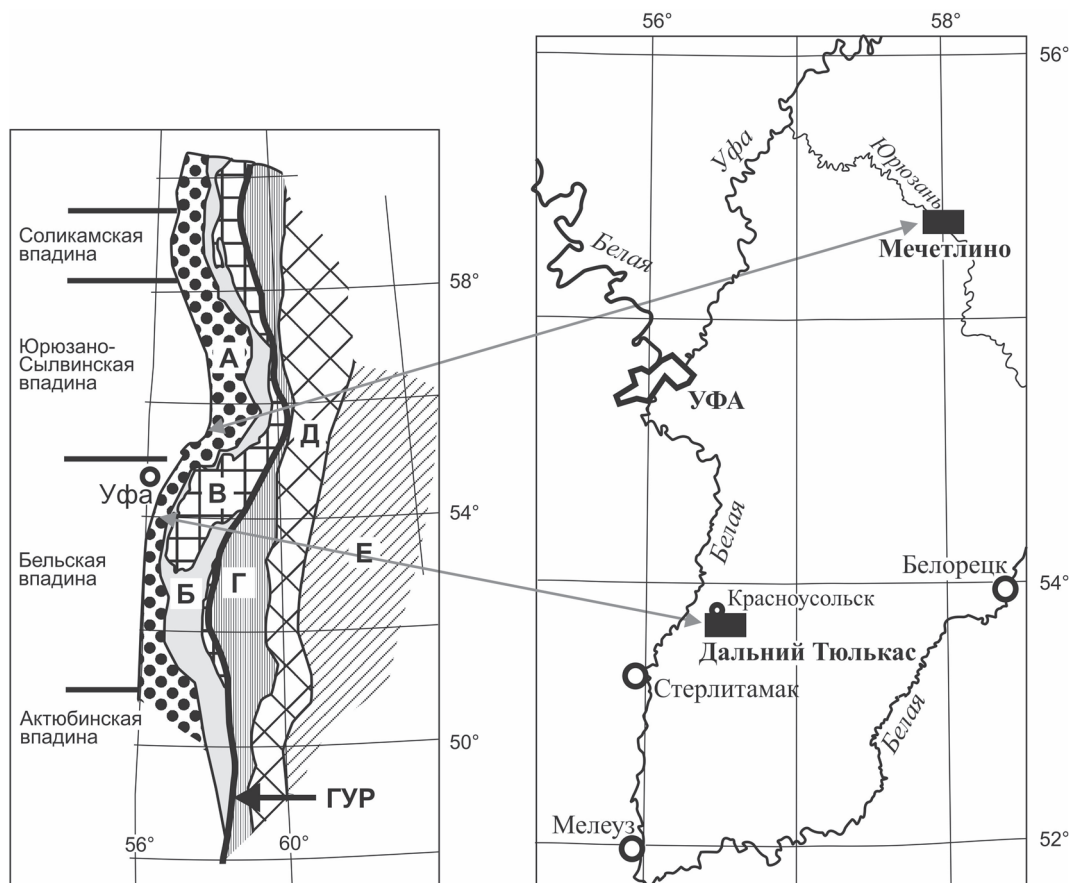 Соликамская
впадина
Юрюзано-
Сылвинская
впадина
Уфа
Бельская
впадина
Актюбинская
впадина
А
Б
В
Г
Д
Е
ГУР
58°
54°
50°
56°
60°
56°
58°
56°
54°
52°
Уфа
Юрюзань
Мечетлино
Белая
УФА
Белая
Белорецк
Красноусольск
Дальний Тюлькас
Стерлитамак
Белая
Мелеуз